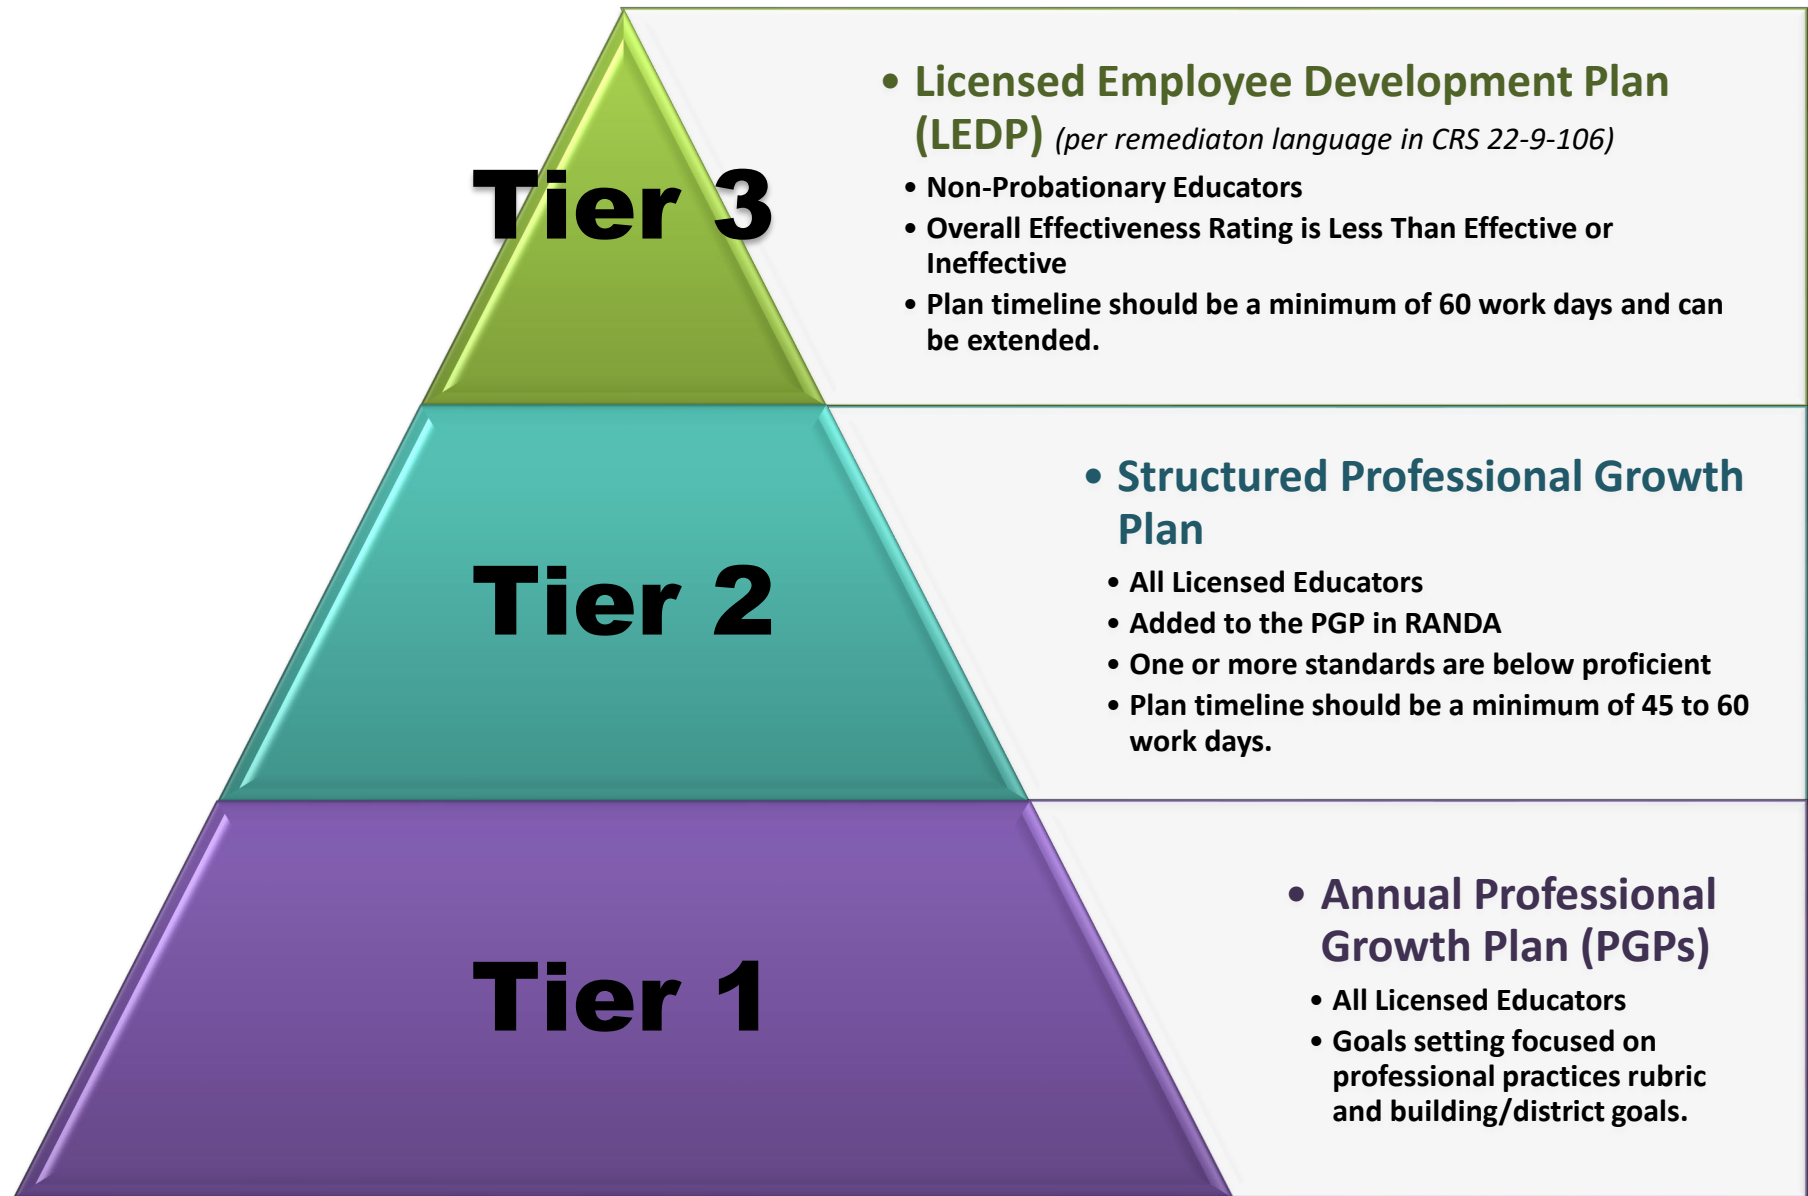 Tier 3
• Licensed Employee Development Plan
(LEDP) (per remediaton language in CRS 22-9-106)
• Non-Probationary Educators
• Overall Effectiveness Rating is Less Than Effective or
Ineffective
• Plan timeline should be a minimum of 60 work days and can
be extended.
Tier 2
• Structured Professional Growth
Plan
• All Licensed Educators
• Added to the PGP in RANDA
• One or more standards are below proficient
• Plan timeline should be a minimum of 45 to 60
work days.
Tier 1
• Annual Professional
Growth Plan (PGPs)
• All Licensed Educators
• Goals setting focused on
professional practices rubric
and building/district goals.